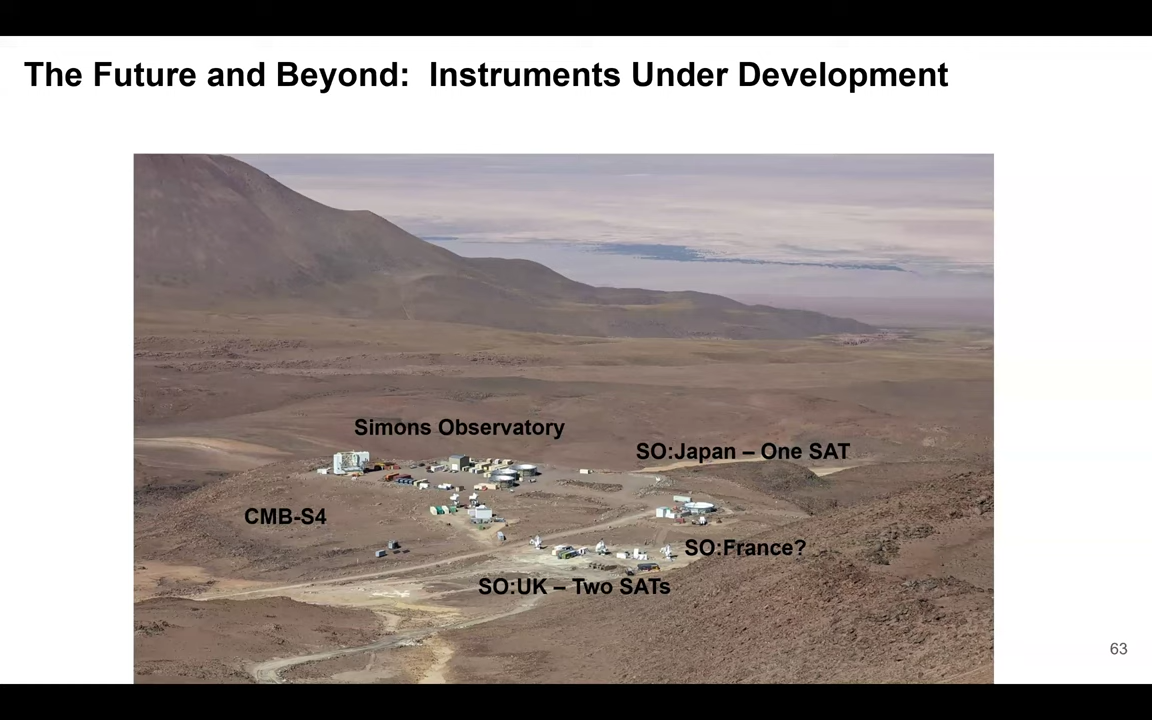 The Future and Beyond: Instruments Under Development
Simons Observatory
SO:Japan – One SAT
CMB-S4
SO:France?
SO:UK – Two SATs
63